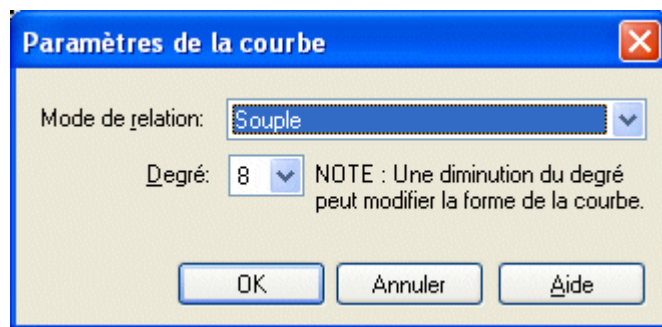 Paramètres de la courbe
Mode de relation: Souple
Degré: 8 NOTE : Une diminution du degré
peut modifier la forme de la courbe.
OK Annuler Aide